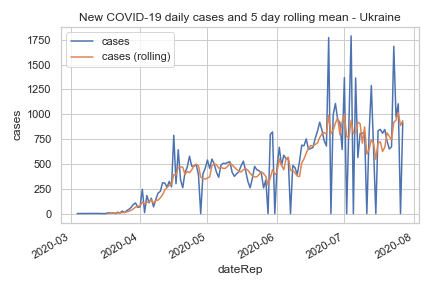 New COVID-19 daily cases and 5 day rolling mean - Ukraine
cases
cases (rolling)
1750
1500
1250
1000
750
500
250
0
cases
2020-03
2020-04
2020-05
2020-06
2020-07
2020-08
dateRep